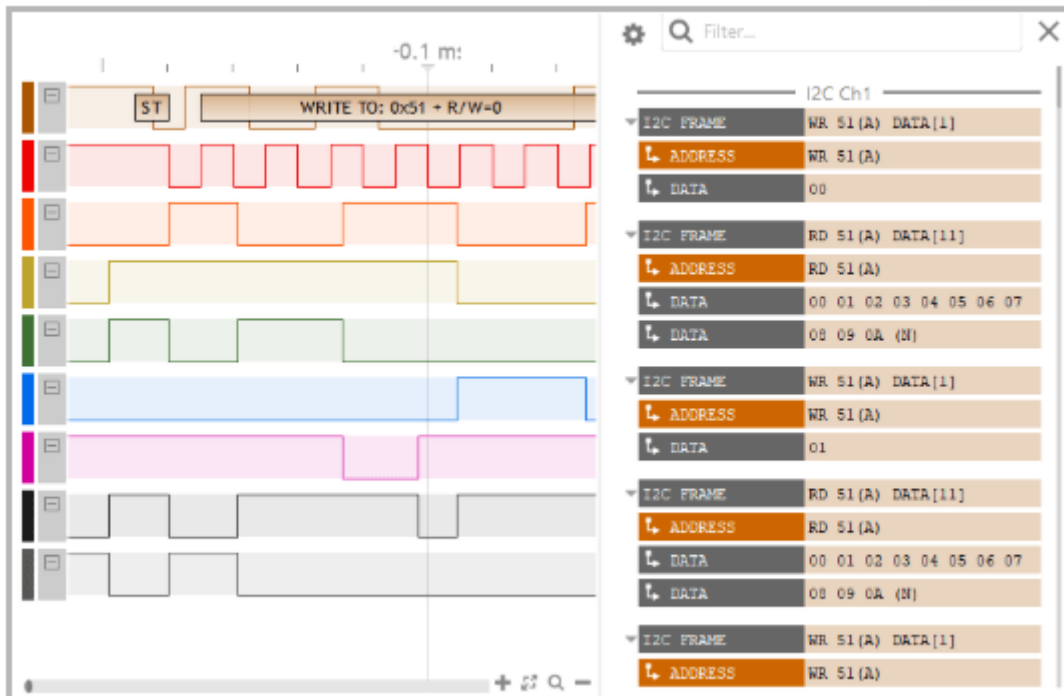 -0.1 m:
ST
WRITE TO: 0x51 + R/W=0
Filter...
I2C Ch1
I2C FRAME WR 51(A) DATA[1]
ADDRESS WR 51(A)
DATA 00
I2C FRAME RD 51(A) DATA[11]
ADDRESS RD 51(A)
DATA 00 01 02 03 04 05 06 07
DATA 08 09 0A (N)
I2C FRAME WR 51(A) DATA[1]
ADDRESS WR 51(A)
DATA 01
I2C FRAME RD 51(A) DATA[11]
ADDRESS RD 51(A)
DATA 00 01 02 03 04 05 06 07
DATA 08 09 0A (N)
I2C FRAME WR 51(A) DATA[1]
ADDRESS WR 51(A)